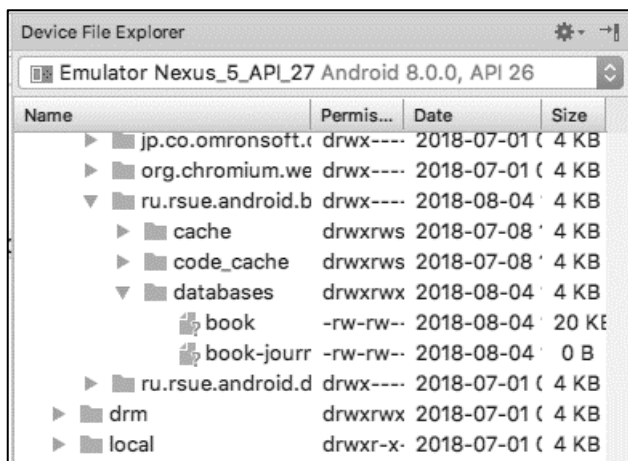 Device File Explorer
Emulator Nexus_5_API_27 Android 8.0.0, API 26
Name Permis... Date Size
jp.co.omronsoft. drwx---- 2018-07-01 4 KB
org.chromium.we drwx---- 2018-07-01 4 KB
ru.rsue.android.b drwx---- 2018-08-04 4 KB
cache drwxrws 2018-07-08 4 KB
code_cache drwxrws 2018-07-08 4 KB
databases drwxrwx 2018-08-04 4 KB
book -rw-rw-- 2018-08-04 20 KB
book-journ -rw-rw-- 2018-08-04 0 B
ru.rsue.android.d drwx---- 2018-07-01 4 KB
drm drwxrwx 2018-07-01 4 KB
local drwxr-x- 2018-07-01 4 KB